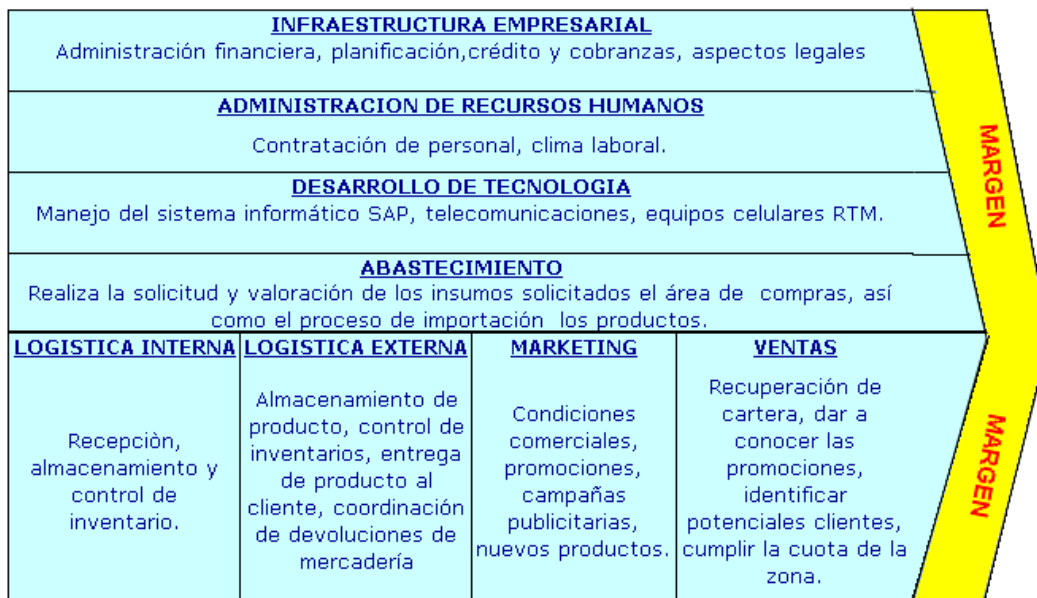 INFRAESTRUCTURA EMPRESARIAL
Administración financiera, planificación,crédito y cobranzas, aspectos legales
ADMINISTRACION DE RECURSOS HUMANOS
Contratación de personal, clima laboral.
DESARROLLO DE TECNOLOGIA
Manejo del sistema informático SAP, telecomunicaciones, equipos celulares RTM.
ABASTECIMIENTO
Realiza la solicitud y valoración de los insumos solicitados el área de compras, así
como el proceso de importación los productos.
MARGEN
LOGISTICA INTERNA
Recepciòn,
almacenamiento y
control de
inventario.
LOGISTICA EXTERNA
Almacenamiento de
producto, control de
inventarios, entrega
de producto al
cliente, coordinación
de devoluciones de
mercadería
MARKETING
Condiciones
comerciales,
promociones,
campañas
publicitarias,
nuevos productos.
VENTAS
Recuperación de
cartera, dar a
conocer las
promociones,
identificar
potenciales clientes,
cumplir la cuota de la
zona.
MARGEN